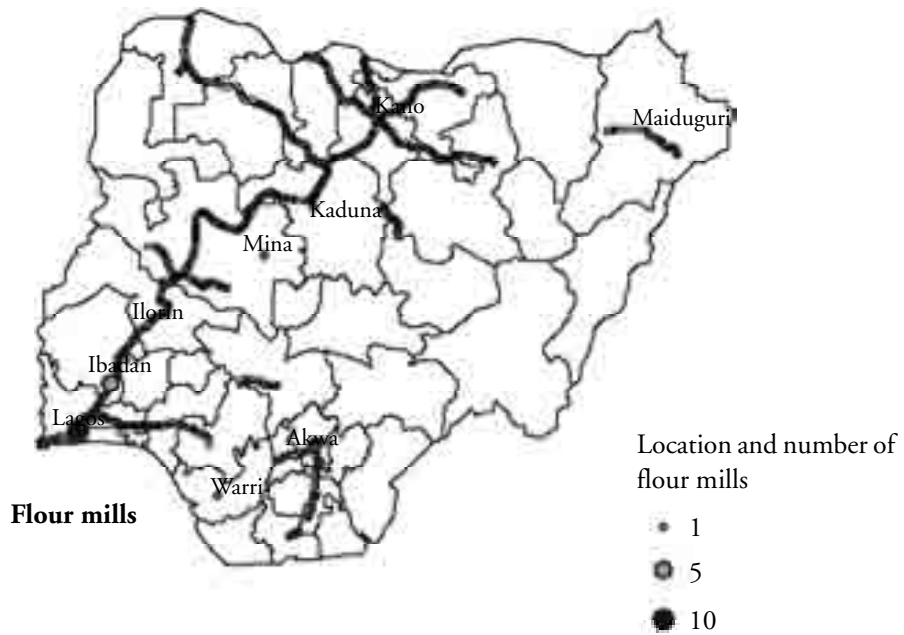 Kano
Maiduguri
Kaduna
Mina
Ilorin
Ibadan
Lagos
Akwa
Warri
Location and number of
flour mills
Flour mills
1
5
10